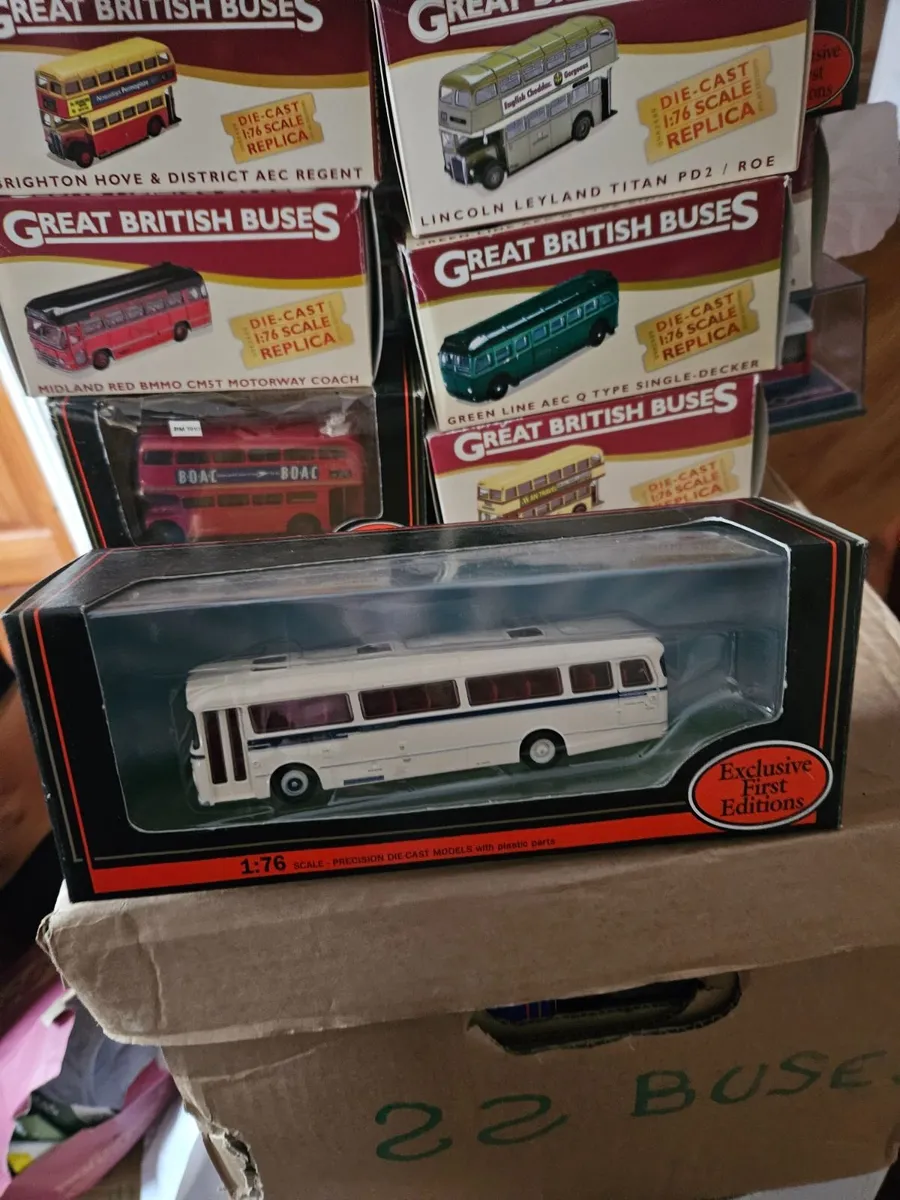 GREAT BRITISH BUSES
DIE-CAST
1:76 SCALE
REPLICA
BRIGHTON HOVE & DISTRICT AEC REGENT
GREAT
English Cheddar Gorgeous
DIE-CAST
1:76 SCALE
REPLICA
LINCOLN LEYLAND TITAN PD2 / ROE
GREAT BRITISH BUSES
DIE-CAST
1:76 SCALE
REPLICA
MIDLAND RED BMMO CM5T MOTORWAY COACH
GREAT BRITISH BUSES
DIE-CAST
1:76 SCALE
REPLICA
GREEN LINE AEC Q TYPE SINGLE-DECKER
BOAC BOAC
GREAT BRITISH BUSES
DIE-CAST
1:76 SCALE
REPLICA
Exclusive
First
Editions
1:76 SCALE - PRECISION DIE-CAST MODELS with plastic parts
22 BUSE